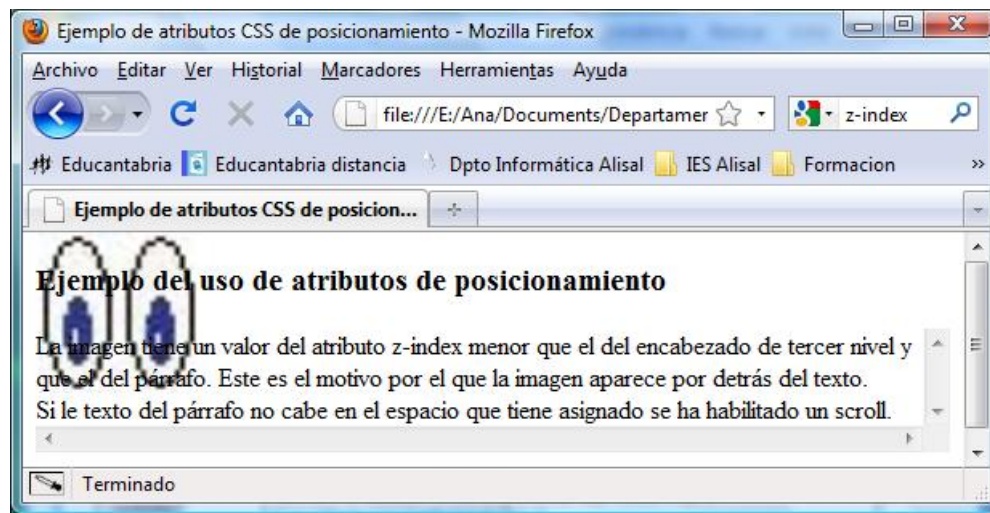 Ejemplo de atributos CSS de posicionamiento - Mozilla Firefox
Archivo Editar Ver Historial Marcadores Herramientas Ayuda
file:///E:/Ana/Documents/Departamer z-index
Educantabria Educantabria distancia Dpto Informática Alisal IES Alisal Formacion »
Ejemplo de atributos CSS de posicion...
Ejemplo del uso de atributos de posicionamiento
La imagen tiene un valor del atributo z-index menor que el del encabezado de tercer nivel y
que el del párrafo. Este es el motivo por el que la imagen aparece por detrás del texto.
Si le texto del párrafo no cabe en el espacio que tiene asignado se ha habilitado un scroll.
Terminado